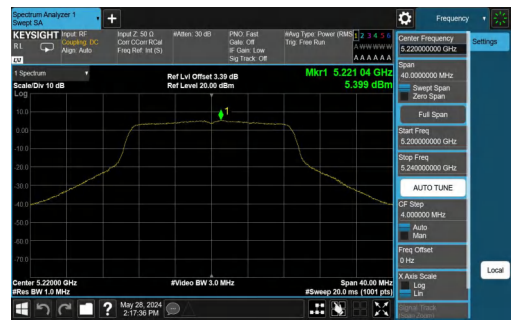 Spectrum Analyzer 1
Swept SA
Frequency
KEYSIGHT Input: RF
RL Coupling: DC
Align: Auto
LV
Input Z: 50 Ω
Corr CCorr RCal
Freq Ref: Int (S)
#Atten: 30 dB
PNO: Fast
Gate: Off
IF Gain: Low
Sig Track: Off
#Avg Type: Power (RMS
Trig: Free Run
1 2 3 4 5 6
A W W W W W
A A A A A A
1 Spectrum
Scale/Div 10 dB
Log
Ref Lvl Offset 3.39 dB
Ref Level 20.00 dBm
Mkr1 5.221 04 GHz
5.399 dBm
1
10.0
0.00
-10.0
-20.0
-30.0
-40.0
-50.0
-60.0
-70.0
Center 5.22000 GHz
#Res BW 1.0 MHz
#Video BW 3.0 MHz
Span 40.00 MHz
#Sweep 20.0 ms (1001 pts)
May 28, 2024
2:17:36 PM
Center Frequency
5.220000000 GHz
Settings
Span
40.0000000 MHz
Swept Span
Zero Span
Full Span
Start Freq
5.200000000 GHz
Stop Freq
5.240000000 GHz
AUTO TUNE
CF Step
4.000000 MHz
Auto
Man
Freq Offset
0 Hz
X Axis Scale
Log
Lin
Local
Signal Track
(Span Zoom)